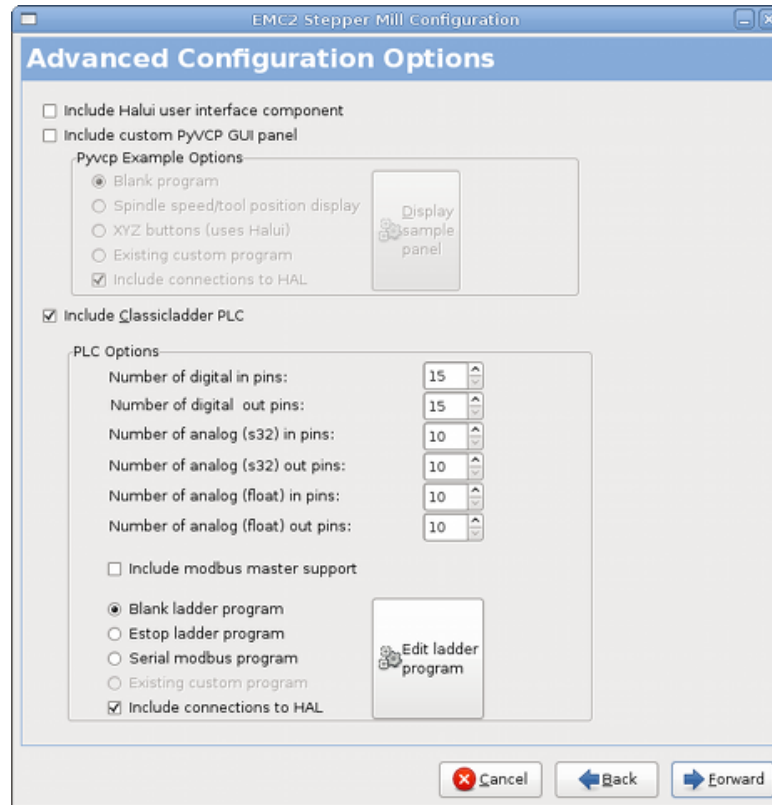 EMC2 Stepper Mill Configuration
Advanced Configuration Options
Include Halui user interface component
Include custom PyVCP GUI panel
Pyvcp Example Options
Blank program
Spindle speed/tool position display
XYZ buttons (uses Halui)
Existing custom program
Include connections to HAL
Display
sample
panel
Include Classicladder PLC
PLC Options
Number of digital in pins: 15
Number of digital out pins: 15
Number of analog (s32) in pins: 10
Number of analog (s32) out pins: 10
Number of analog (float) in pins: 10
Number of analog (float) out pins: 10
Include modbus master support
Blank ladder program
Estop ladder program
Serial modbus program
Existing custom program
Include connections to HAL
Edit ladder
program
Cancel Back Forward